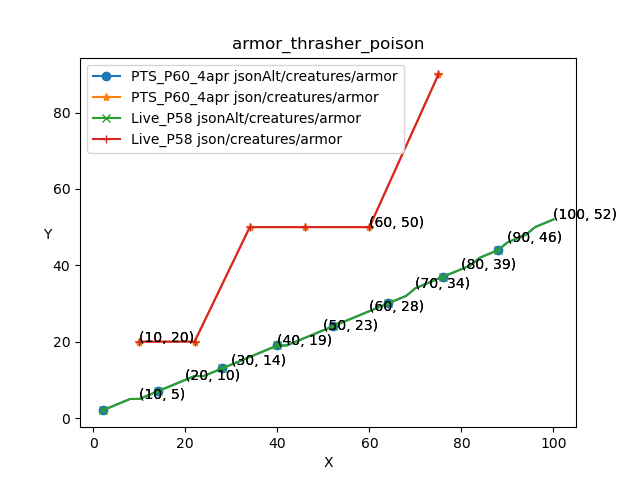 armor_thrasher_poison
PTS_P60_4apr jsonAlt/creatures/armor
PTS_P60_4apr json/creatures/armor
Live_P58 jsonAlt/creatures/armor
Live_P58 json/creatures/armor
80
60
40
20
0
Y
(60, 50)
(100, 52)
(90, 46)
(80, 39)
(70, 34)
(60, 28)
(50, 23)
(10, 20)
(40, 19)
(30, 14)
(20, 10)
(10, 5)
0 20 40 60 80 100
X